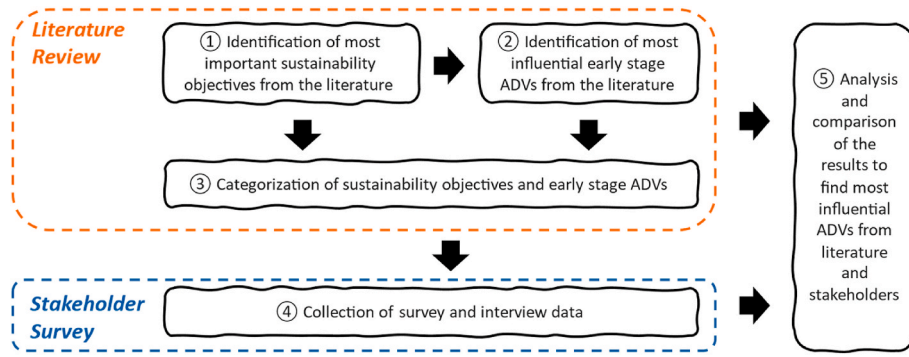 Literature
Review
① Identification of most
important sustainability
objectives from the literature
② Identification of most
influential early stage
ADVs from the literature
③ Categorization of sustainability objectives and early stage ADVs
Stakeholder
Survey
④ Collection of survey and interview data
⑤ Analysis
and
comparison
of the
results to
find most
influential
ADVs from
literature
and
stakeholders